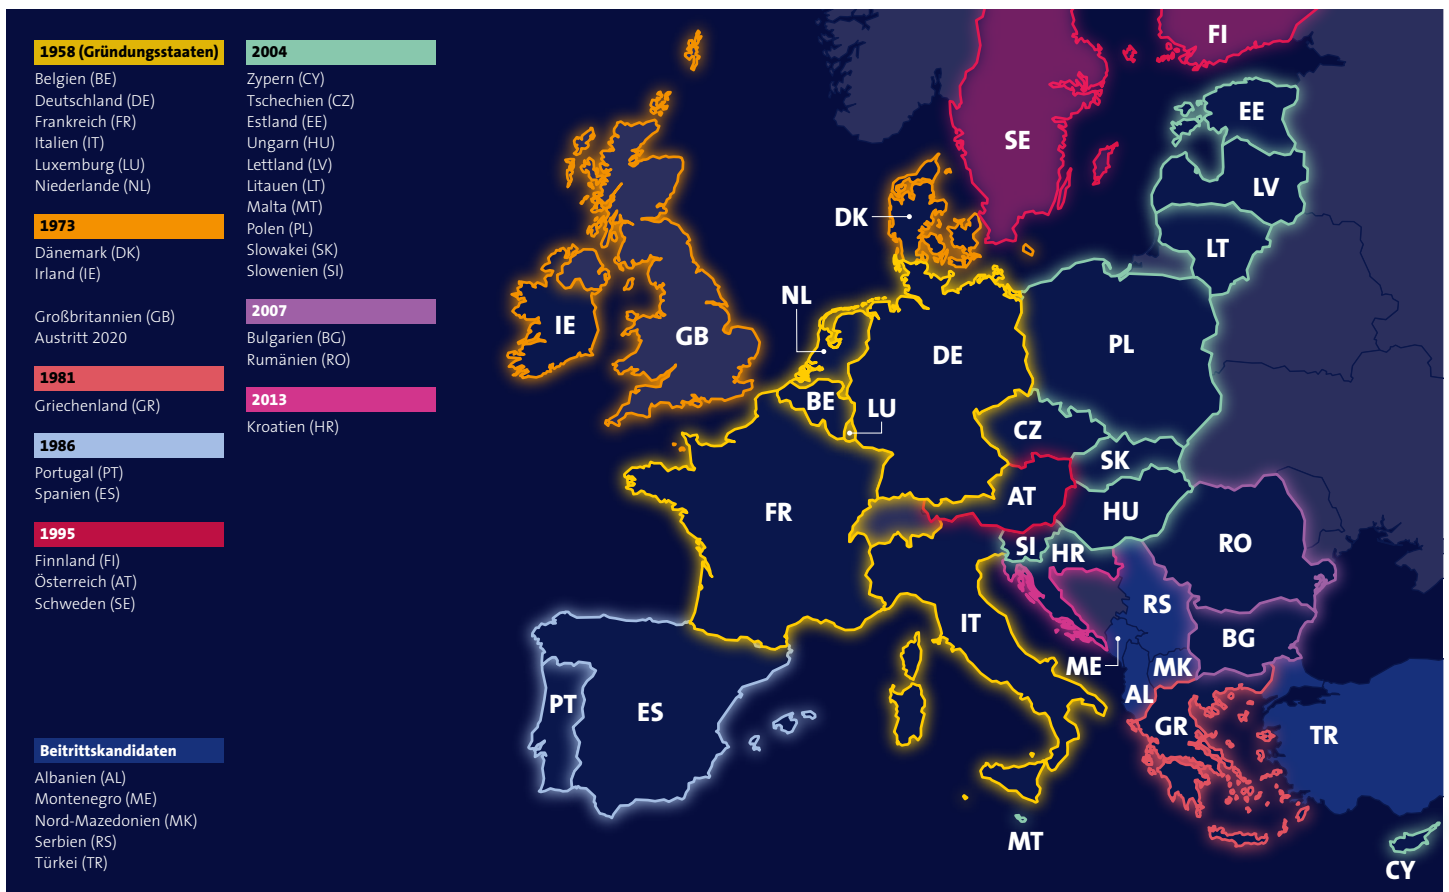 1958 (Gründungsstaaten)
Belgien (BE)
Deutschland (DE)
Frankreich (FR)
Italien (IT)
Luxemburg (LU)
Niederlande (NL)
1973
Dänemark (DK)
Irland (IE)
Großbritannien (GB)
Austritt 2020
1981
Griechenland (GR)
1986
Portugal (PT)
Spanien (ES)
1995
Finnland (FI)
Österreich (AT)
Schweden (SE)
Beitrittskandidaten
Albanien (AL)
Montenegro (ME)
Nord-Mazedonien (MK)
Serbien (RS)
Türkei (TR)
2004
Zypern (CY)
Tschechien (CZ)
Estland (EE)
Ungarn (HU)
Lettland (LV)
Litauen (LT)
Malta (MT)
Polen (PL)
Slowakei (SK)
Slowenien (SI)
2007
Bulgarien (BG)
Rumänien (RO)
2013
Kroatien (HR)
FI
EE
SE
LV
DK
LT
NL
IE
GB
DE
PL
BE
LU
CZ
SK
AT
HU
FR
SI
HR
RO
RS
IT
BG
ME
MK
AL
PT
ES
GR
TR
MT
CY